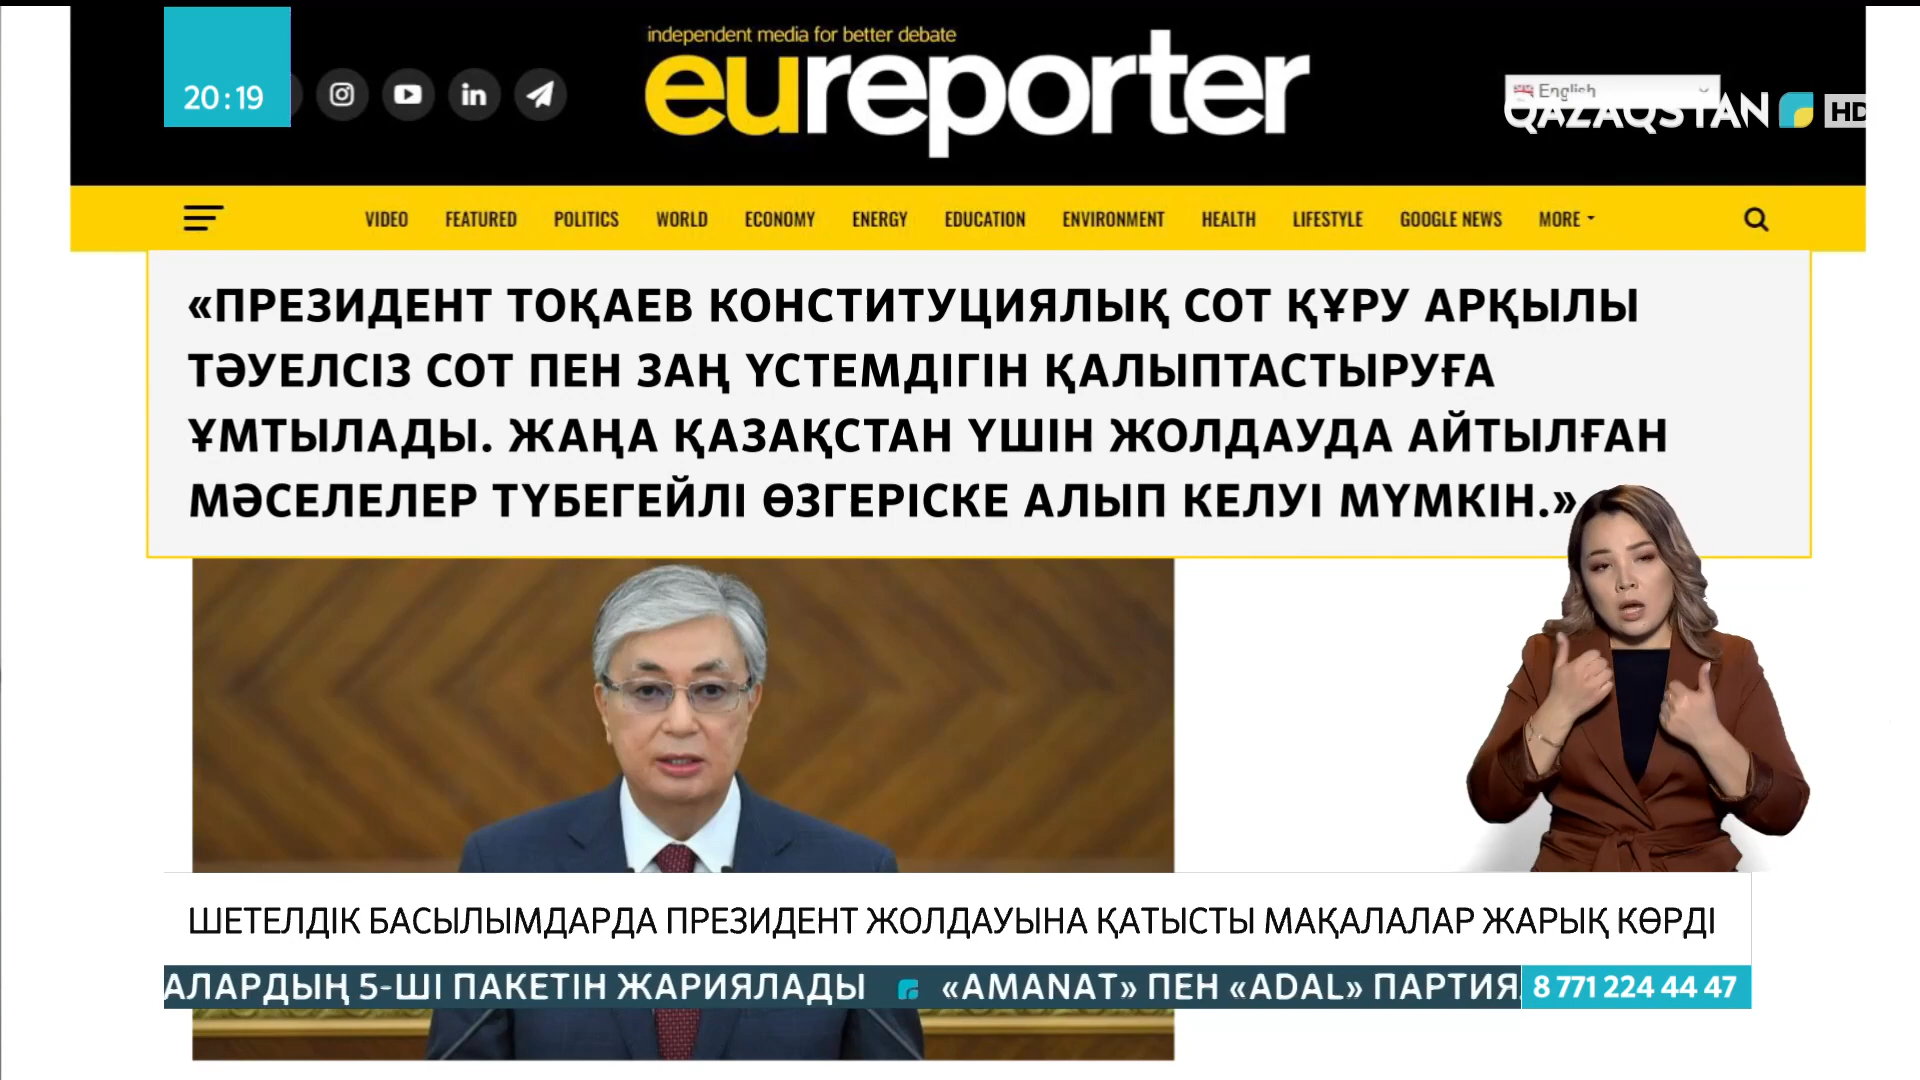 independent media for better debate
eureporter
20:19
English
QAZAQSTAN HD
VIDEO FEATURED POLITICS WORLD ECONOMY ENERGY EDUCATION ENVIRONMENT HEALTH LIFESTYLE GOOGLE NEWS MORE
«ПРЕЗИДЕНТ ТОҚАЕВ КОНСТИТУЦИЯЛЫҚ СОТ ҚҰРУ АРҚЫЛЫ
ТӘУЕЛСІЗ СОТ ПЕН ЗАҢ ҮСТЕМДІГІН ҚАЛЫПТАСТЫРУҒА
ҰМТЫЛАДЫ. ЖАҢА ҚАЗАҚСТАН ҮШІН ЖОЛДАУДА АЙТЫЛҒАН
МӘСЕЛЕЛЕР ТҮБЕГЕЙЛІ ӨЗГЕРІСКЕ АЛЫП КЕЛУІ МҮМКІН.»
ШЕТЕЛДІК БАСЫЛЫМДАРДА ПРЕЗИДЕНТ ЖОЛДАУЫНА ҚАТЫСТЫ МАҚАЛАЛАР ЖАРЫҚ КӨРДІ
АЛАРДЫҢ 5-ШІ ПАКЕТІН ЖАРИЯЛАДЫ «AMANAT» ПЕН «ADAL» ПАРТИЯ 8 771 224 44 47